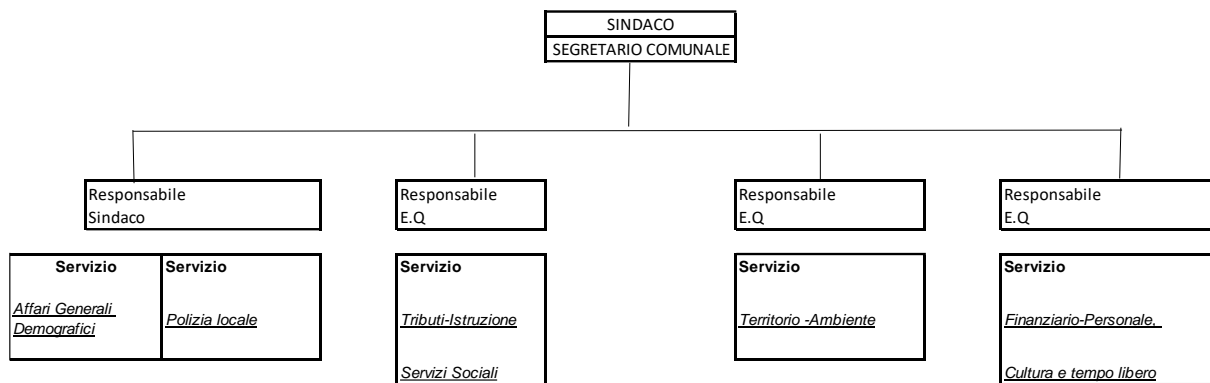 SINDACO
SEGRETARIO COMUNALE
Responsabile
Sindaco
Responsabile
E.Q
Responsabile
E.Q
Responsabile
E.Q
Servizio
Affari Generali
Demografici
Servizio
Polizia locale
Servizio
Tributi-Istruzione
Servizi Sociali
Servizio
Territorio -Ambiente
Servizio
Finanziario-Personale,
Cultura e tempo libero